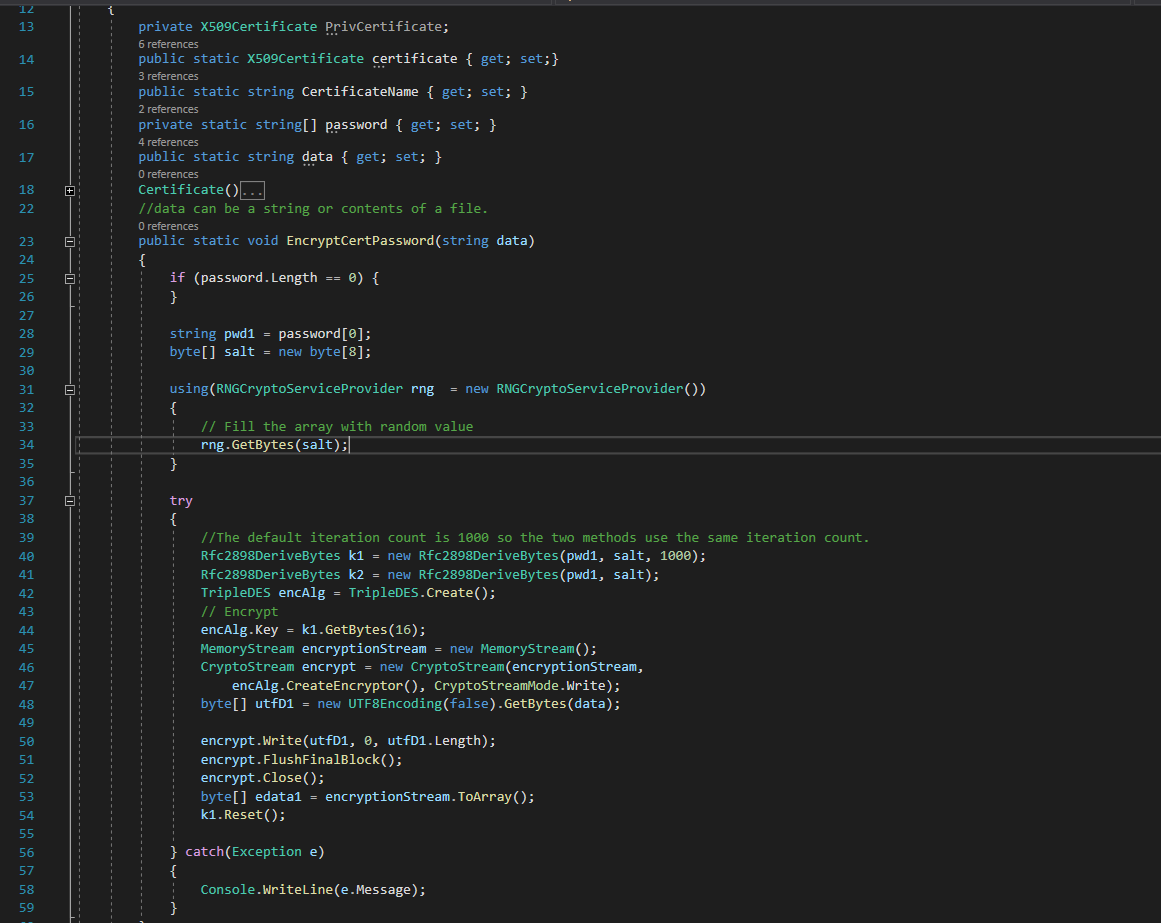 12 {
13 private X509Certificate PrivCertificate;
6 references
14 public static X509Certificate certificate { get; set;}
3 references
15 public static string CertificateName { get; set; }
2 references
16 private static string[] password { get; set; }
4 references
17 public static string data { get; set; }
0 references
18 Certificate()...
22 //data can be a string or contents of a file.
0 references
23 public static void EncryptCertPassword(string data)
24 {
25 if (password.Length == 0) {
26 }
27
28 string pwd1 = password[0];
29 byte[] salt = new byte[8];
30
31 using(RNGCryptoServiceProvider rng  = new RNGCryptoServiceProvider())
32 {
33 // Fill the array with random value
34 rng.GetBytes(salt);
35 }
36
37 try
38 {
39 //The default iteration count is 1000 so the two methods use the same iteration count.
40 Rfc2898DeriveBytes k1 = new Rfc2898DeriveBytes(pwd1, salt, 1000);
41 Rfc2898DeriveBytes k2 = new Rfc2898DeriveBytes(pwd1, salt);
42 TripleDES encAlg = TripleDES.Create();
43 // Encrypt
44 encAlg.Key = k1.GetBytes(16);
45 MemoryStream encryptionStream = new MemoryStream();
46 CryptoStream encrypt = new CryptoStream(encryptionStream,
47 encAlg.CreateEncryptor(), CryptoStreamMode.Write);
48 byte[] utfD1 = new UTF8Encoding(false).GetBytes(data);
49
50 encrypt.Write(utfD1, 0, utfD1.Length);
51 encrypt.FlushFinalBlock();
52 encrypt.Close();
53 byte[] edata1 = encryptionStream.ToArray();
54 k1.Reset();
55
56 } catch(Exception e)
57 {
58 Console.WriteLine(e.Message);
59 }